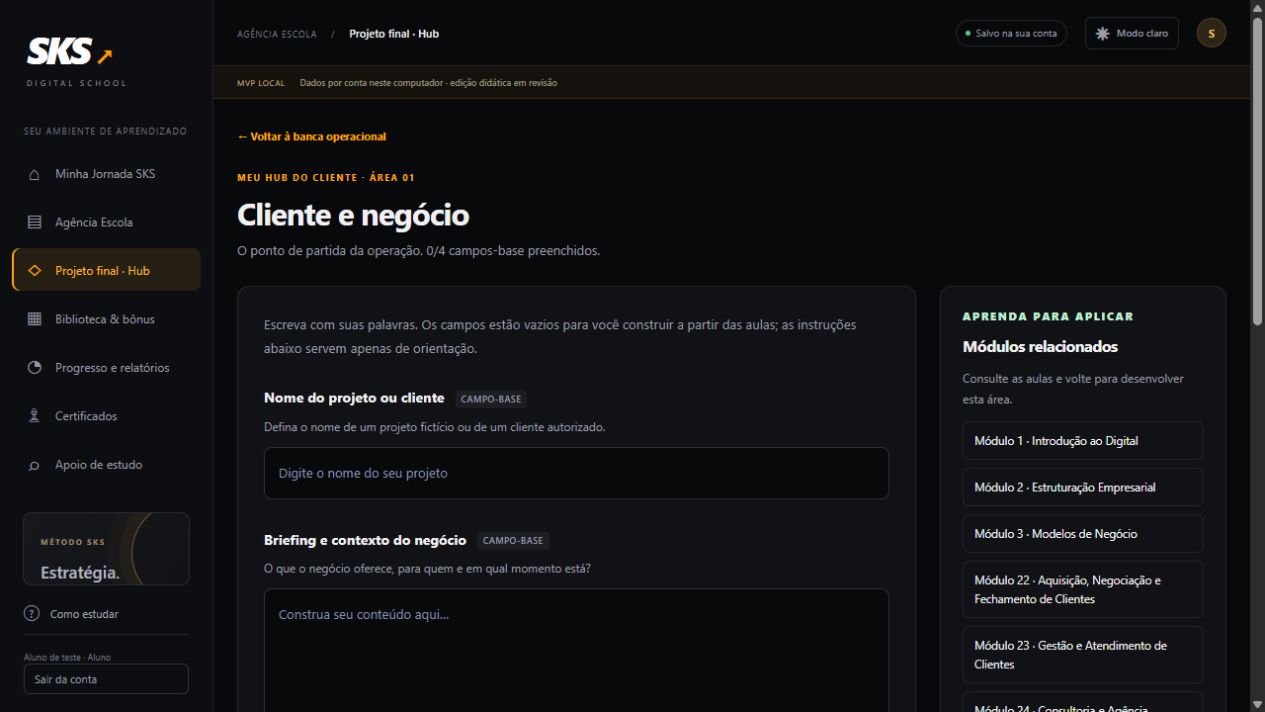 SKS
DIGITAL SCHOOL
SEU AMBIENTE DE APRENDIZADO
Minha Jornada SKS
Agência Escola
Projeto final · Hub
Biblioteca & bônus
Progresso e relatórios
Certificados
Apoio de estudo
MÉTODO SKS
Estratégia.
? Como estudar
Aluno de teste · Aluno
Sair da conta
AGÊNCIA ESCOLA / Projeto final · Hub
Salvo na sua conta
Modo claro
S
MVP LOCAL Dados por conta neste computador · edição didática em revisão
← Voltar à banca operacional
MEU HUB DO CLIENTE · ÁREA 01
Cliente e negócio
O ponto de partida da operação. 0/4 campos-base preenchidos.
Escreva com suas palavras. Os campos estão vazios para você construir a partir das aulas; as instruções
abaixo servem apenas de orientação.
Nome do projeto ou cliente CAMPO-BASE
Defina o nome de um projeto fictício ou de um cliente autorizado.
Digite o nome do seu projeto
Briefing e contexto do negócio CAMPO-BASE
O que o negócio oferece, para quem e em qual momento está?
Construa seu conteúdo aqui...
APRENDA PARA APLICAR
Módulos relacionados
Consulte as aulas e volte para desenvolver
esta área.
Módulo 1 · Introdução ao Digital
Módulo 2 · Estruturação Empresarial
Módulo 3 · Modelos de Negócio
Módulo 22 · Aquisição, Negociação e
Fechamento de Clientes
Módulo 23 · Gestão e Atendimento de
Clientes
Módulo 24 · Consultoria e Agência